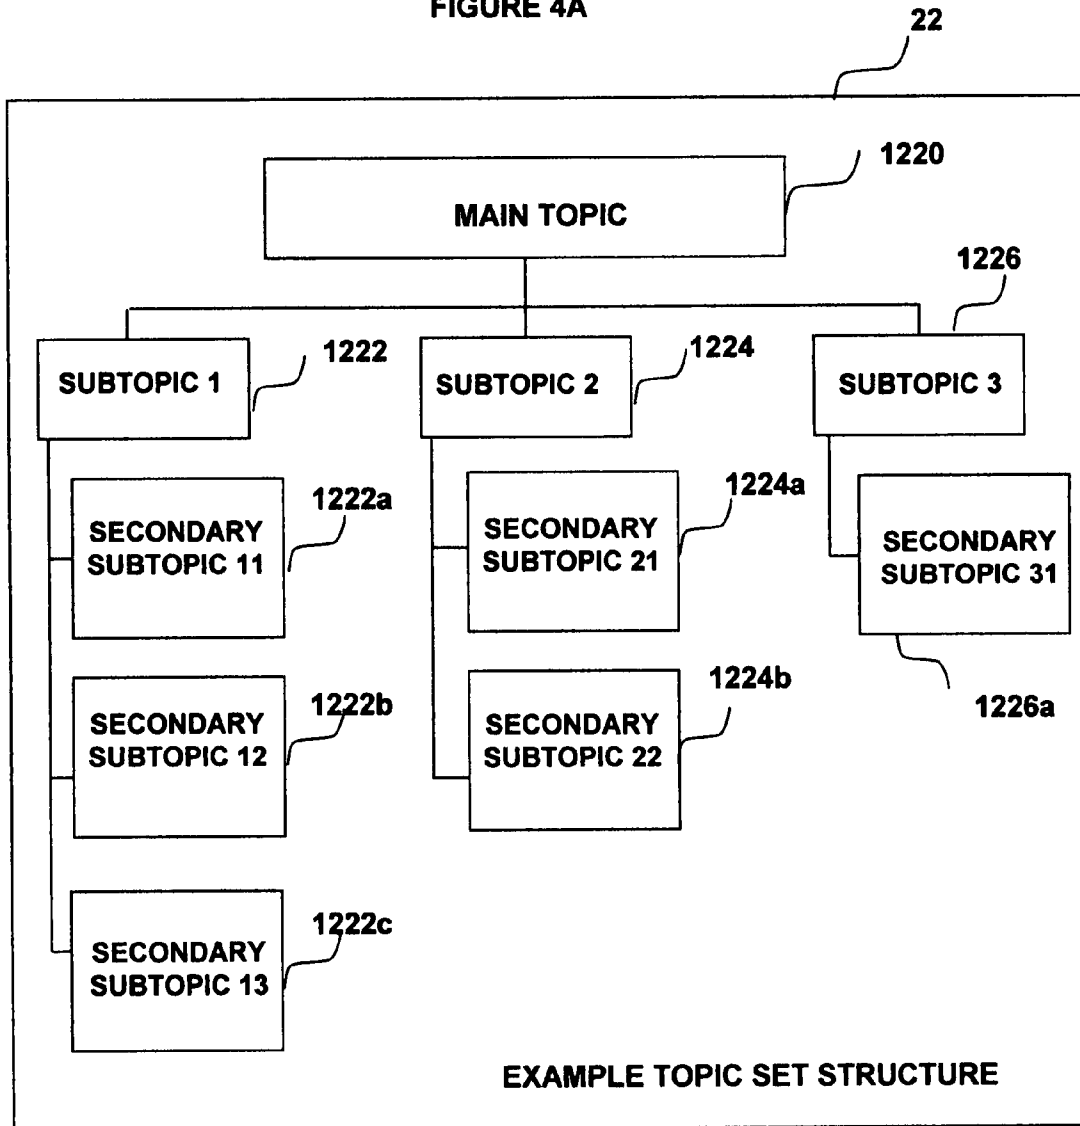 FIGURE 4A
22
1220
MAIN TOPIC
1226
1222
1224
SUBTOPIC 1
SUBTOPIC 2
SUBTOPIC 3
1222a
1224a
SECONDARY
SUBTOPIC 11
SECONDARY
SUBTOPIC 21
SECONDARY
SUBTOPIC 31
1222b
1224b
1226a
SECONDARY
SUBTOPIC 12
SECONDARY
SUBTOPIC 22
1222c
SECONDARY
SUBTOPIC 13
EXAMPLE TOPIC SET STRUCTURE